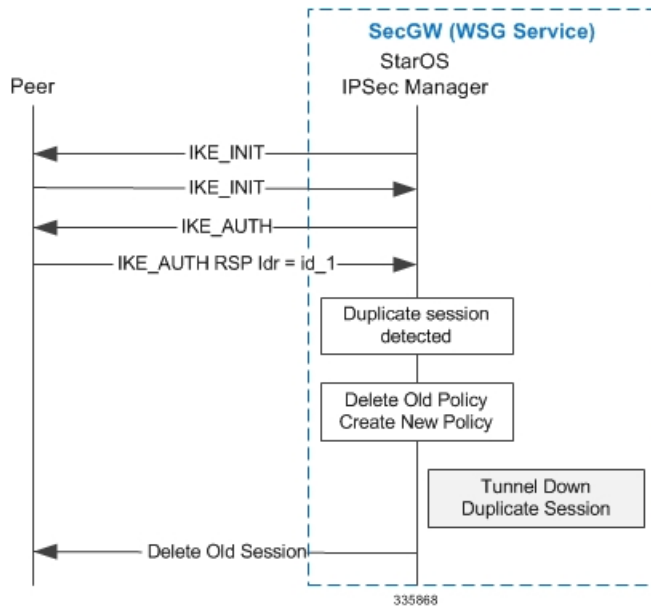 SecGW (WSG Service)
Peer
StarOS
IPSec Manager
IKE_INIT
IKE_INIT
IKE_AUTH
IKE_AUTH RSP Idr = id_1
Duplicate session
detected
Delete Old Policy
Create New Policy
Tunnel Down
Duplicate Session
Delete Old Session
335868